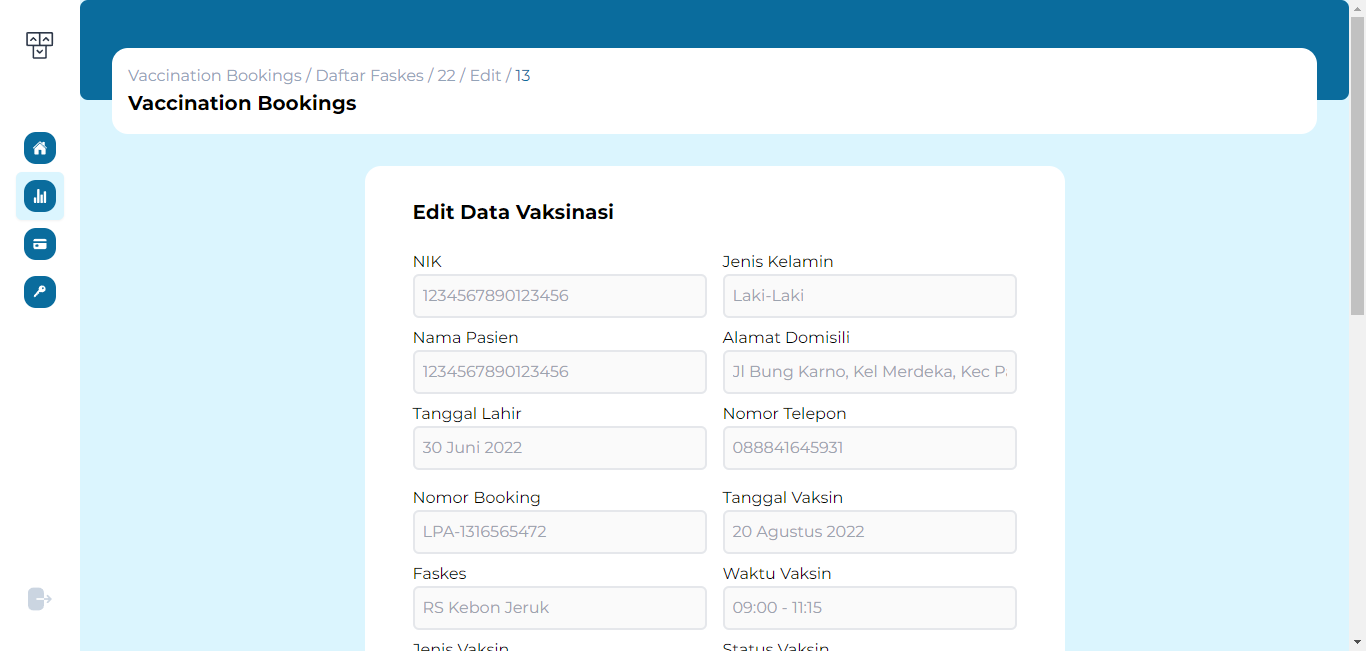 Vaccination Bookings / Daftar Faskes / 22 / Edit / 13
Vaccination Bookings
Edit Data Vaksinasi
NIK
Jenis Kelamin
1234567890123456
Laki-Laki
Nama Pasien
Alamat Domisili
1234567890123456
Jl Bung Karno, Kel Merdeka, Kec
Tanggal Lahir
Nomor Telepon
30 Juni 2022
088841645931
Nomor Booking
Tanggal Vaksin
LPA-1316565472
20 Agustus 2022
Faskes
Waktu Vaksin
RS Kebon Jeruk
09:00 - 11:15
Jenis Vaksin
Status Vaksin